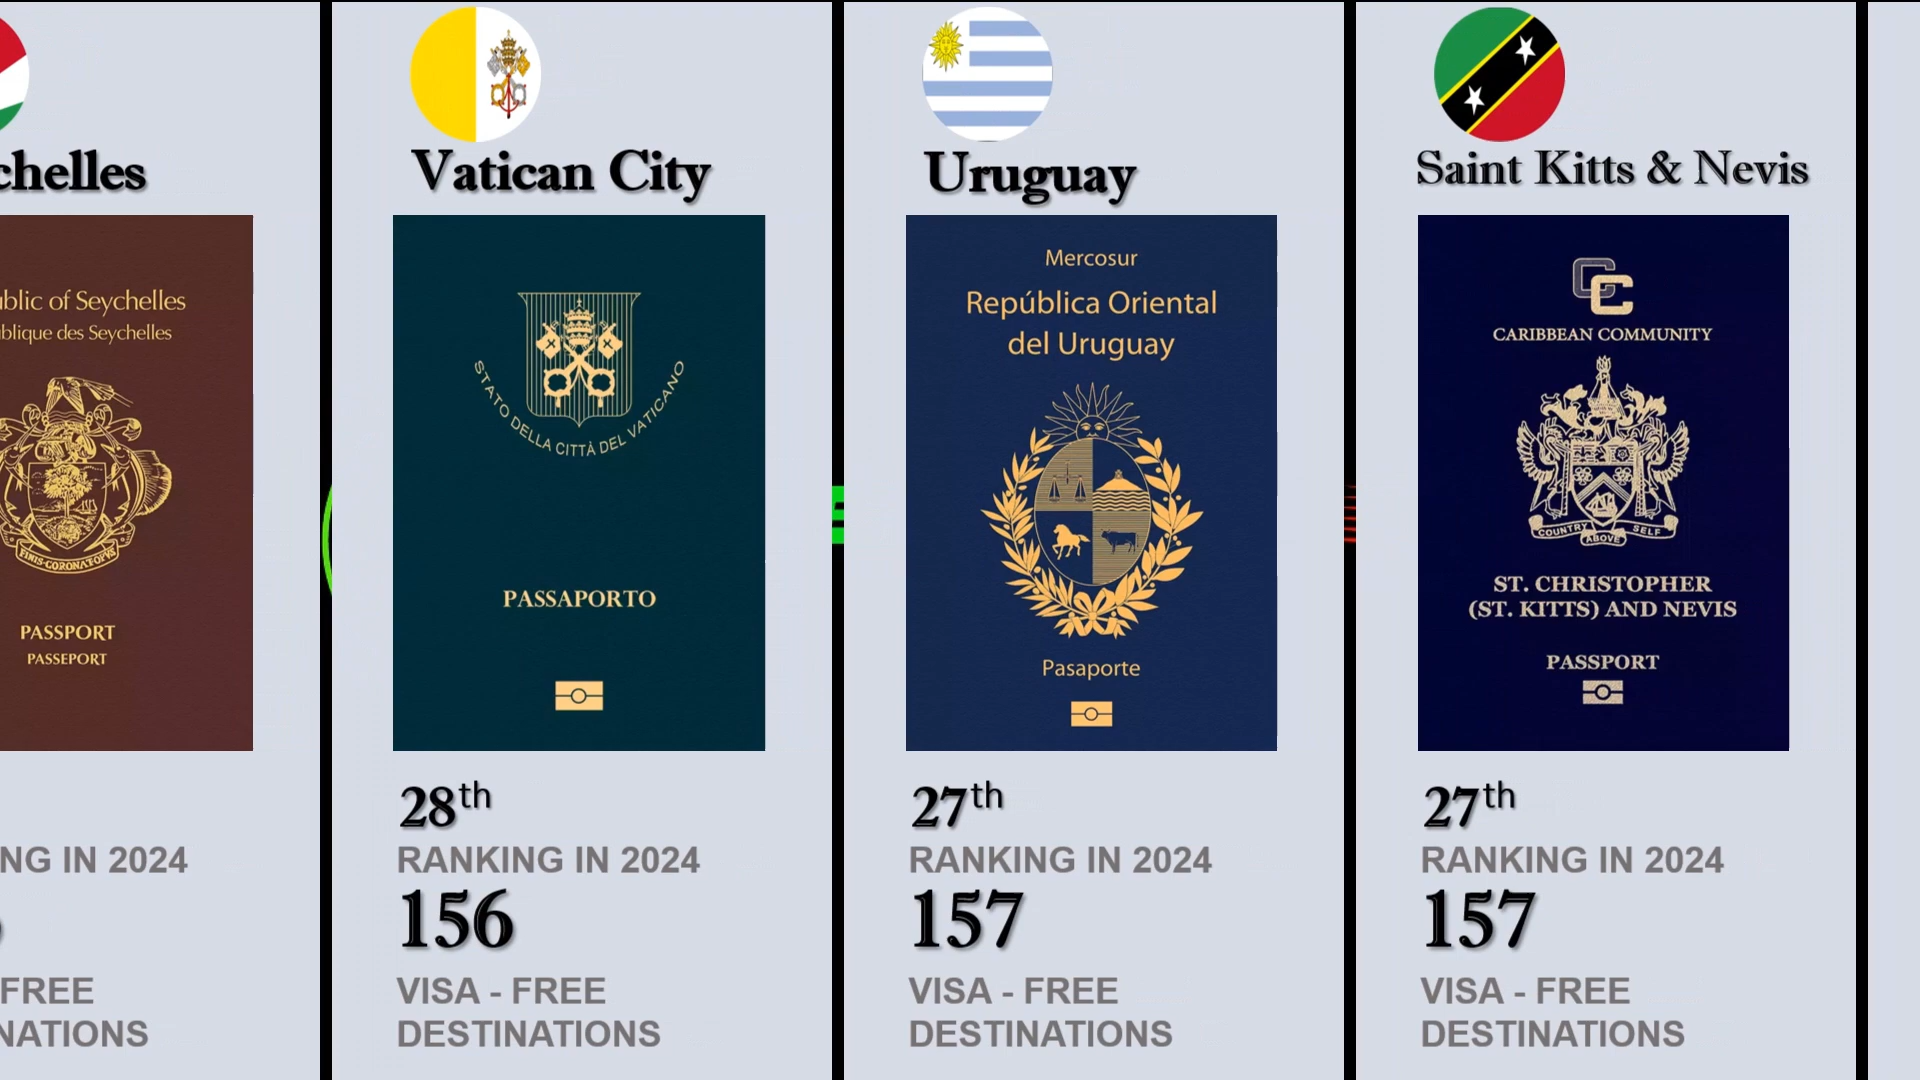 chelles
blic of Seychelles
blique des Seychelles
FINIS·CORONAT·OPVS
PASSPORT
PASSEPORT
NG IN 2024
FREE
NATIONS
Vatican City
STATO DELLA CITTÀ DEL VATICANO
PASSAPORTO
28th
RANKING IN 2024
156
VISA - FREE
DESTINATIONS
Uruguay
Mercosur
República Oriental
del Uruguay
Pasaporte
27th
RANKING IN 2024
157
VISA - FREE
DESTINATIONS
Saint Kitts & Nevis
CC
CARIBBEAN COMMUNITY
COUNTRY ABOVE SELF
ST. CHRISTOPHER
(ST. KITTS) AND NEVIS
PASSPORT
27th
RANKING IN 2024
157
VISA - FREE
DESTINATIONS